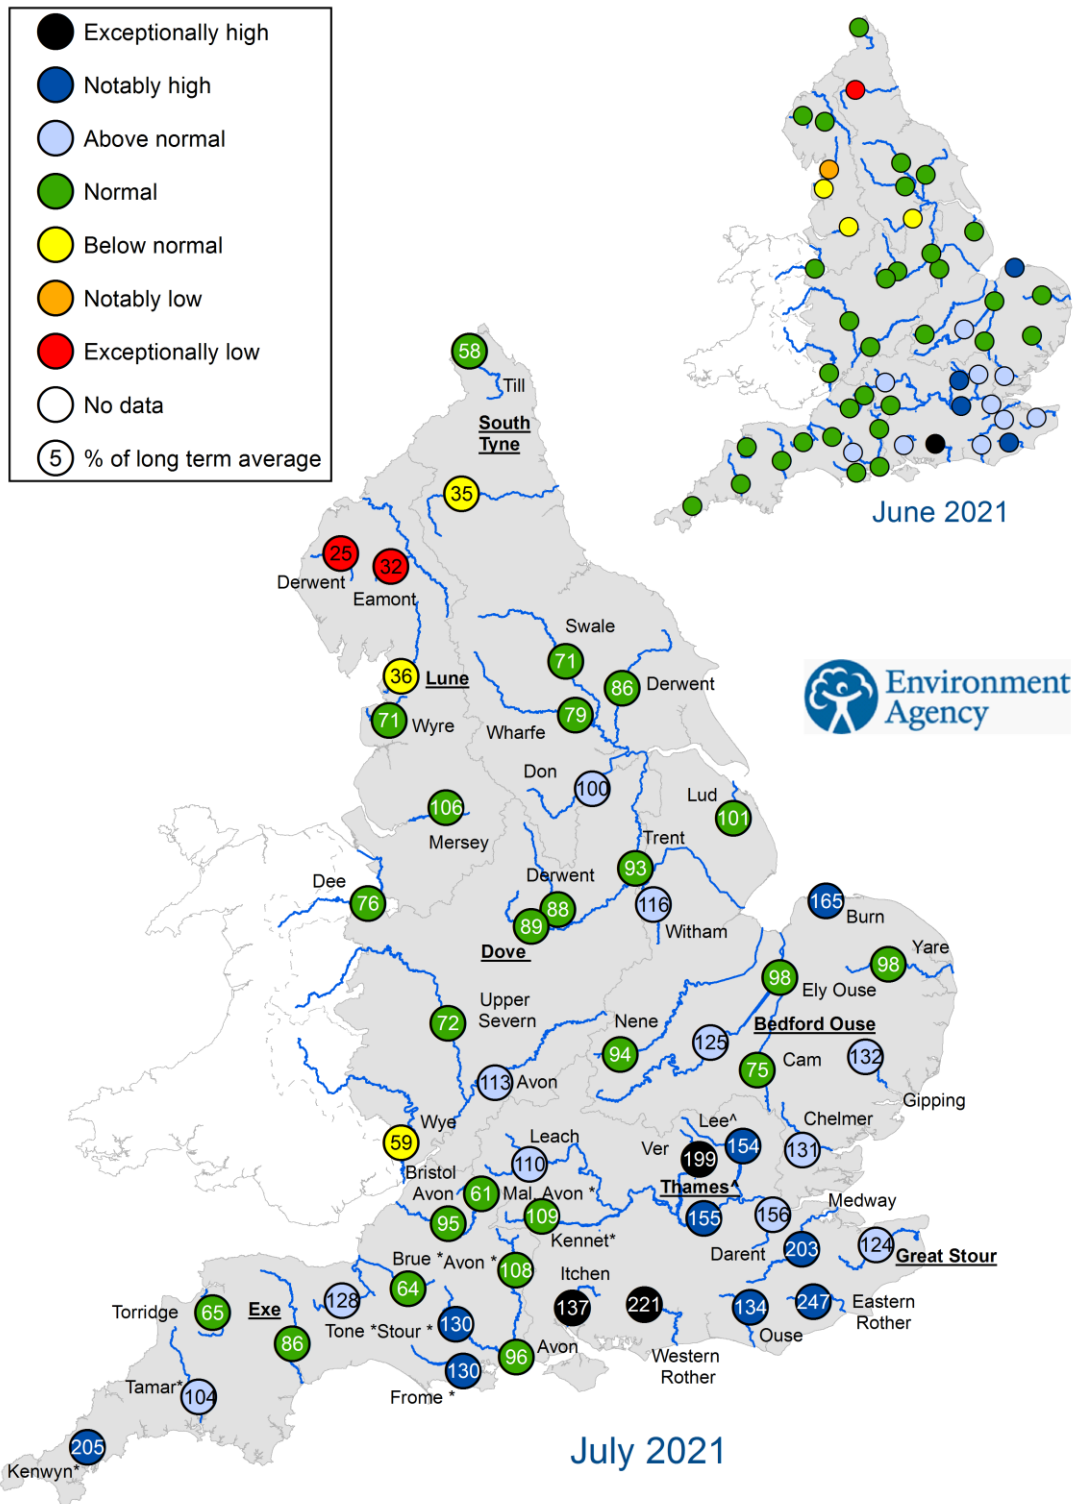 Exceptionally high
Notably high
Above normal
Normal
Below normal
Notably low
Exceptionally low
No data
5 % of long term average
June 2021
58
Till
South
Tyne
35
25
Derwent
32
Eamont
Swale
71
36
Lune
86
Derwent
71
Wyre
79
Wharfe
Environment
Agency
Don
100
Lud
101
106
Mersey
Trent
93
Derwent
88
89
Dove
116
Witham
Dee
76
165
Burn
Yare
98
98
Ely Ouse
Upper
Severn
72
Nene
94
Bedford Ouse
125
Cam
75
132
Gipping
113
Avon
Wye
59
Leach
110
Lee^
154
Ver
199
Chelmer
131
Thames^
155
Bristol
Avon
95
61
Mal. Avon *
109
Kennet*
Medway
156
Darent
203
124
Great Stour
Brue *
64
Avon *
108
Itchen
137
221
Western
Rother
134
Ouse
247
Eastern
Rother
Torridge
65
Exe
86
128
Tone *
Stour *
130
96
Avon
130
Frome *
Tamar*
104
205
Kenwyn*
July 2021